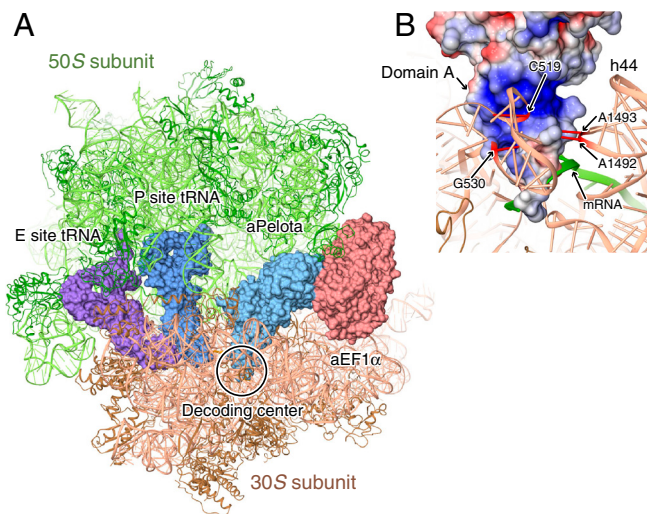 A
50S subunit
P site tRNA
E site tRNA
aPelota
aEF1α
Decoding center
30S subunit
B
C519
Domain A
h44
A1493
A1492
G530
mRNA